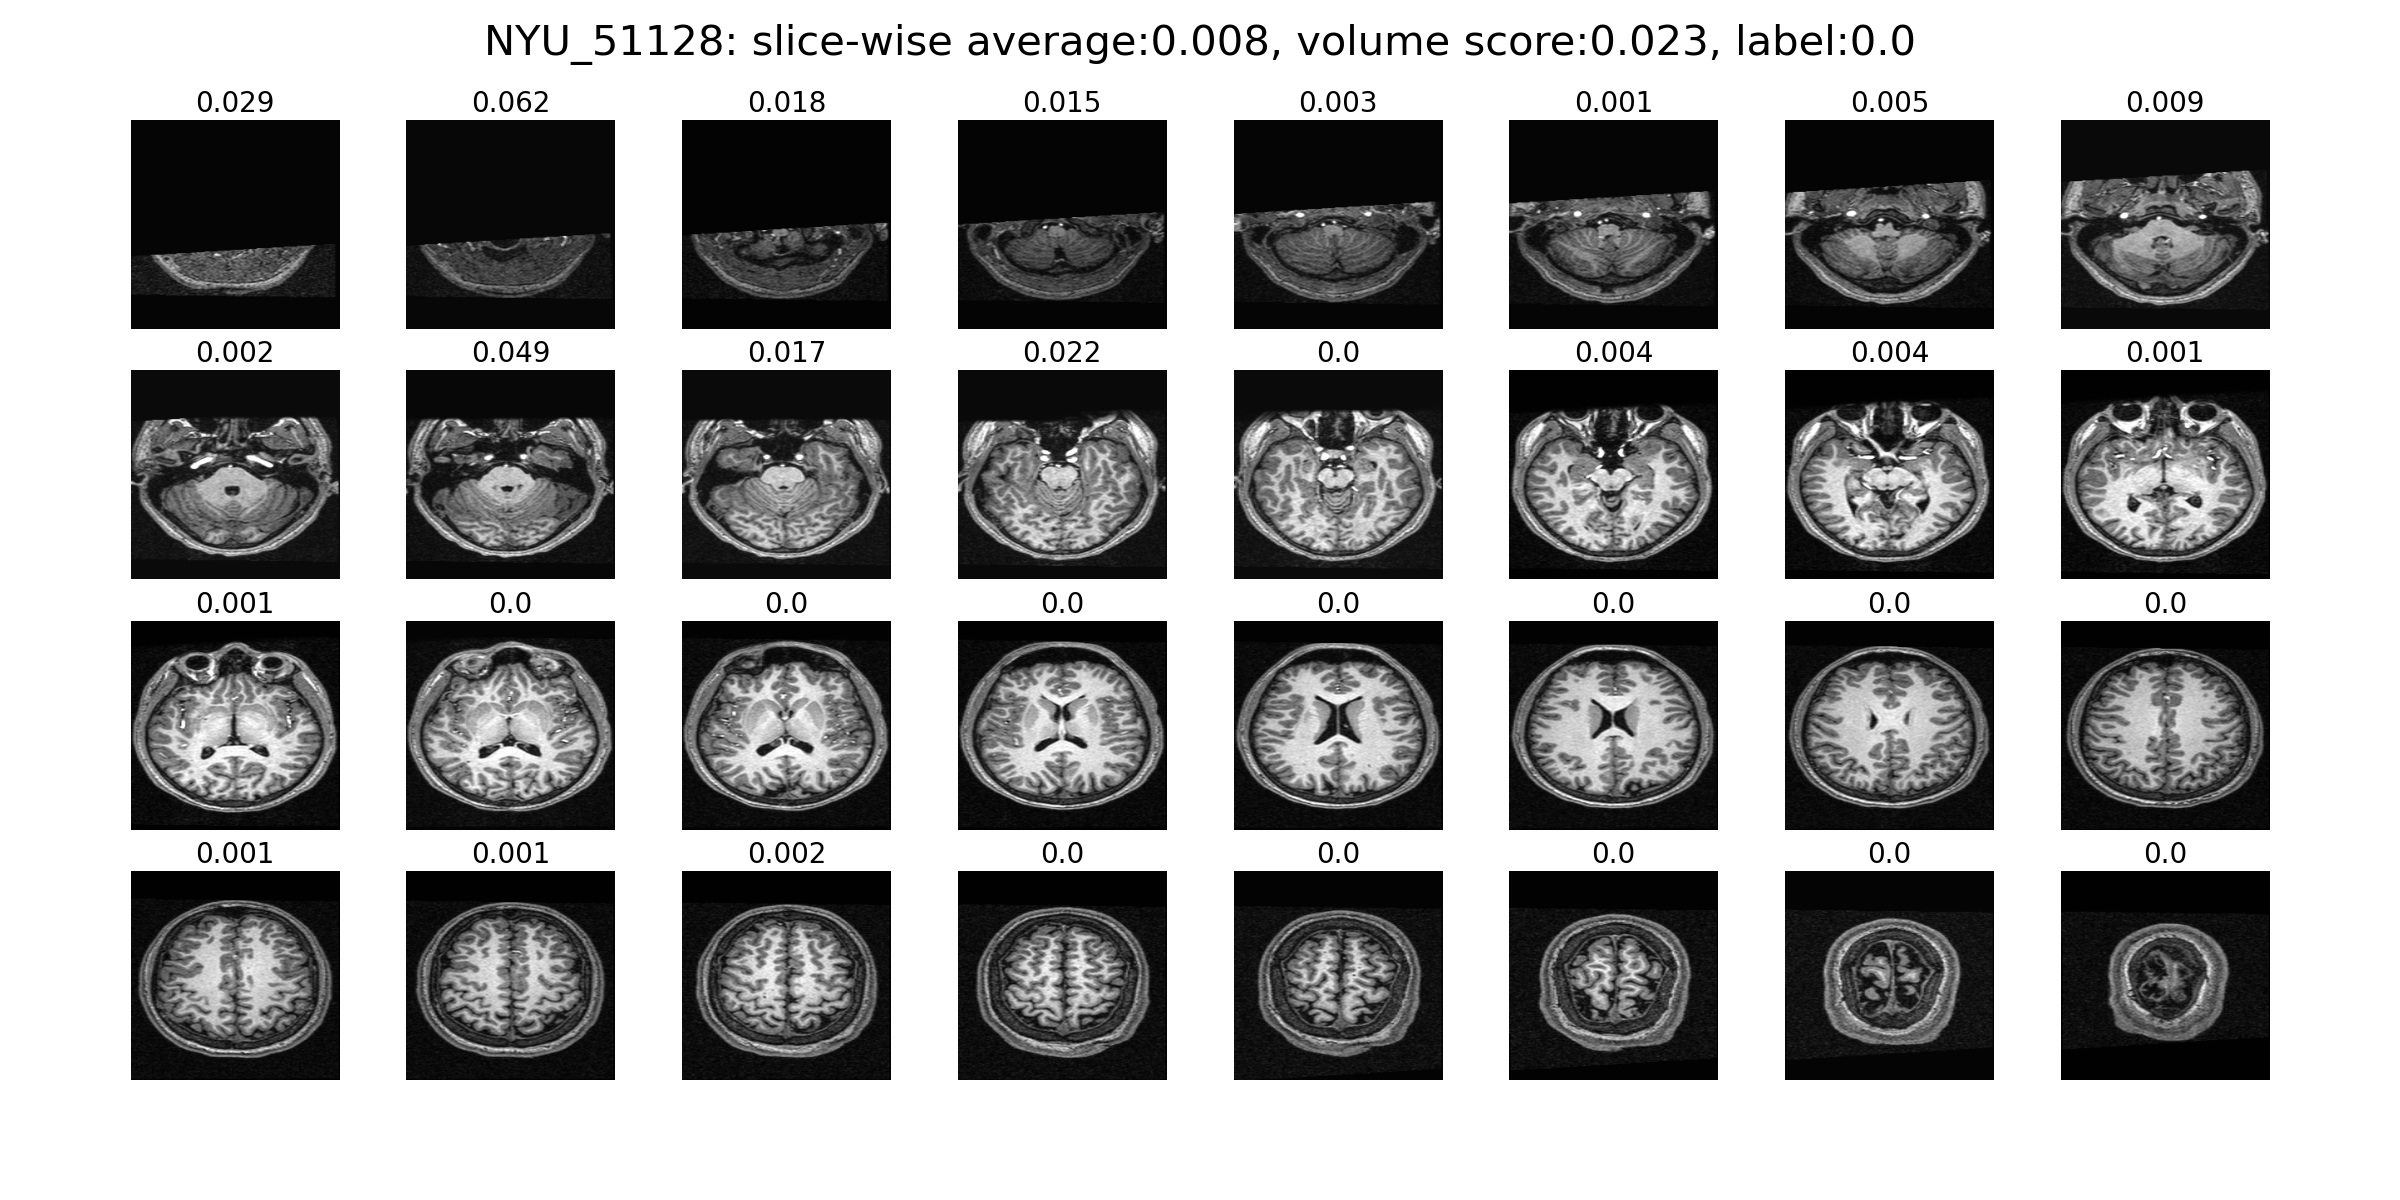 NYU_51128: slice-wise average:0.008, volume score:0.023, label:0.0
0.029 0.062 0.018 0.015 0.003 0.001 0.005 0.009
0.002 0.049 0.017 0.022 0.0 0.004 0.004 0.001
0.001 0.0 0.0 0.0 0.0 0.0 0.0 0.0
0.001 0.001 0.002 0.0 0.0 0.0 0.0 0.0